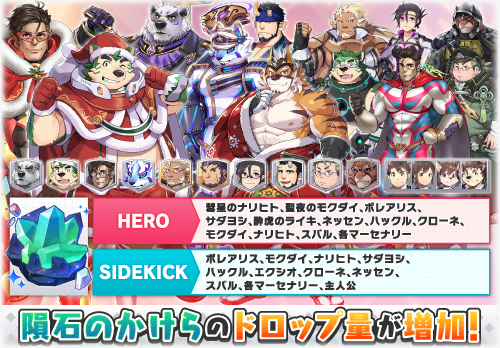 HERO
彗星のナリヒト、聖夜のモクダイ、ボレアリス、
サダヨシ、酔虎のライキ、ネッセン、ハックル、クローネ、
モクダイ、ナリヒト、スバル、各マーセナリー
SIDEKICK
ボレアリス、モクダイ、ナリヒト、サダヨシ、
ハックル、エクシオ、クローネ、ネッセン、
スバル、各マーセナリー、主人公
隕石のかけらのドロップ量が増加!